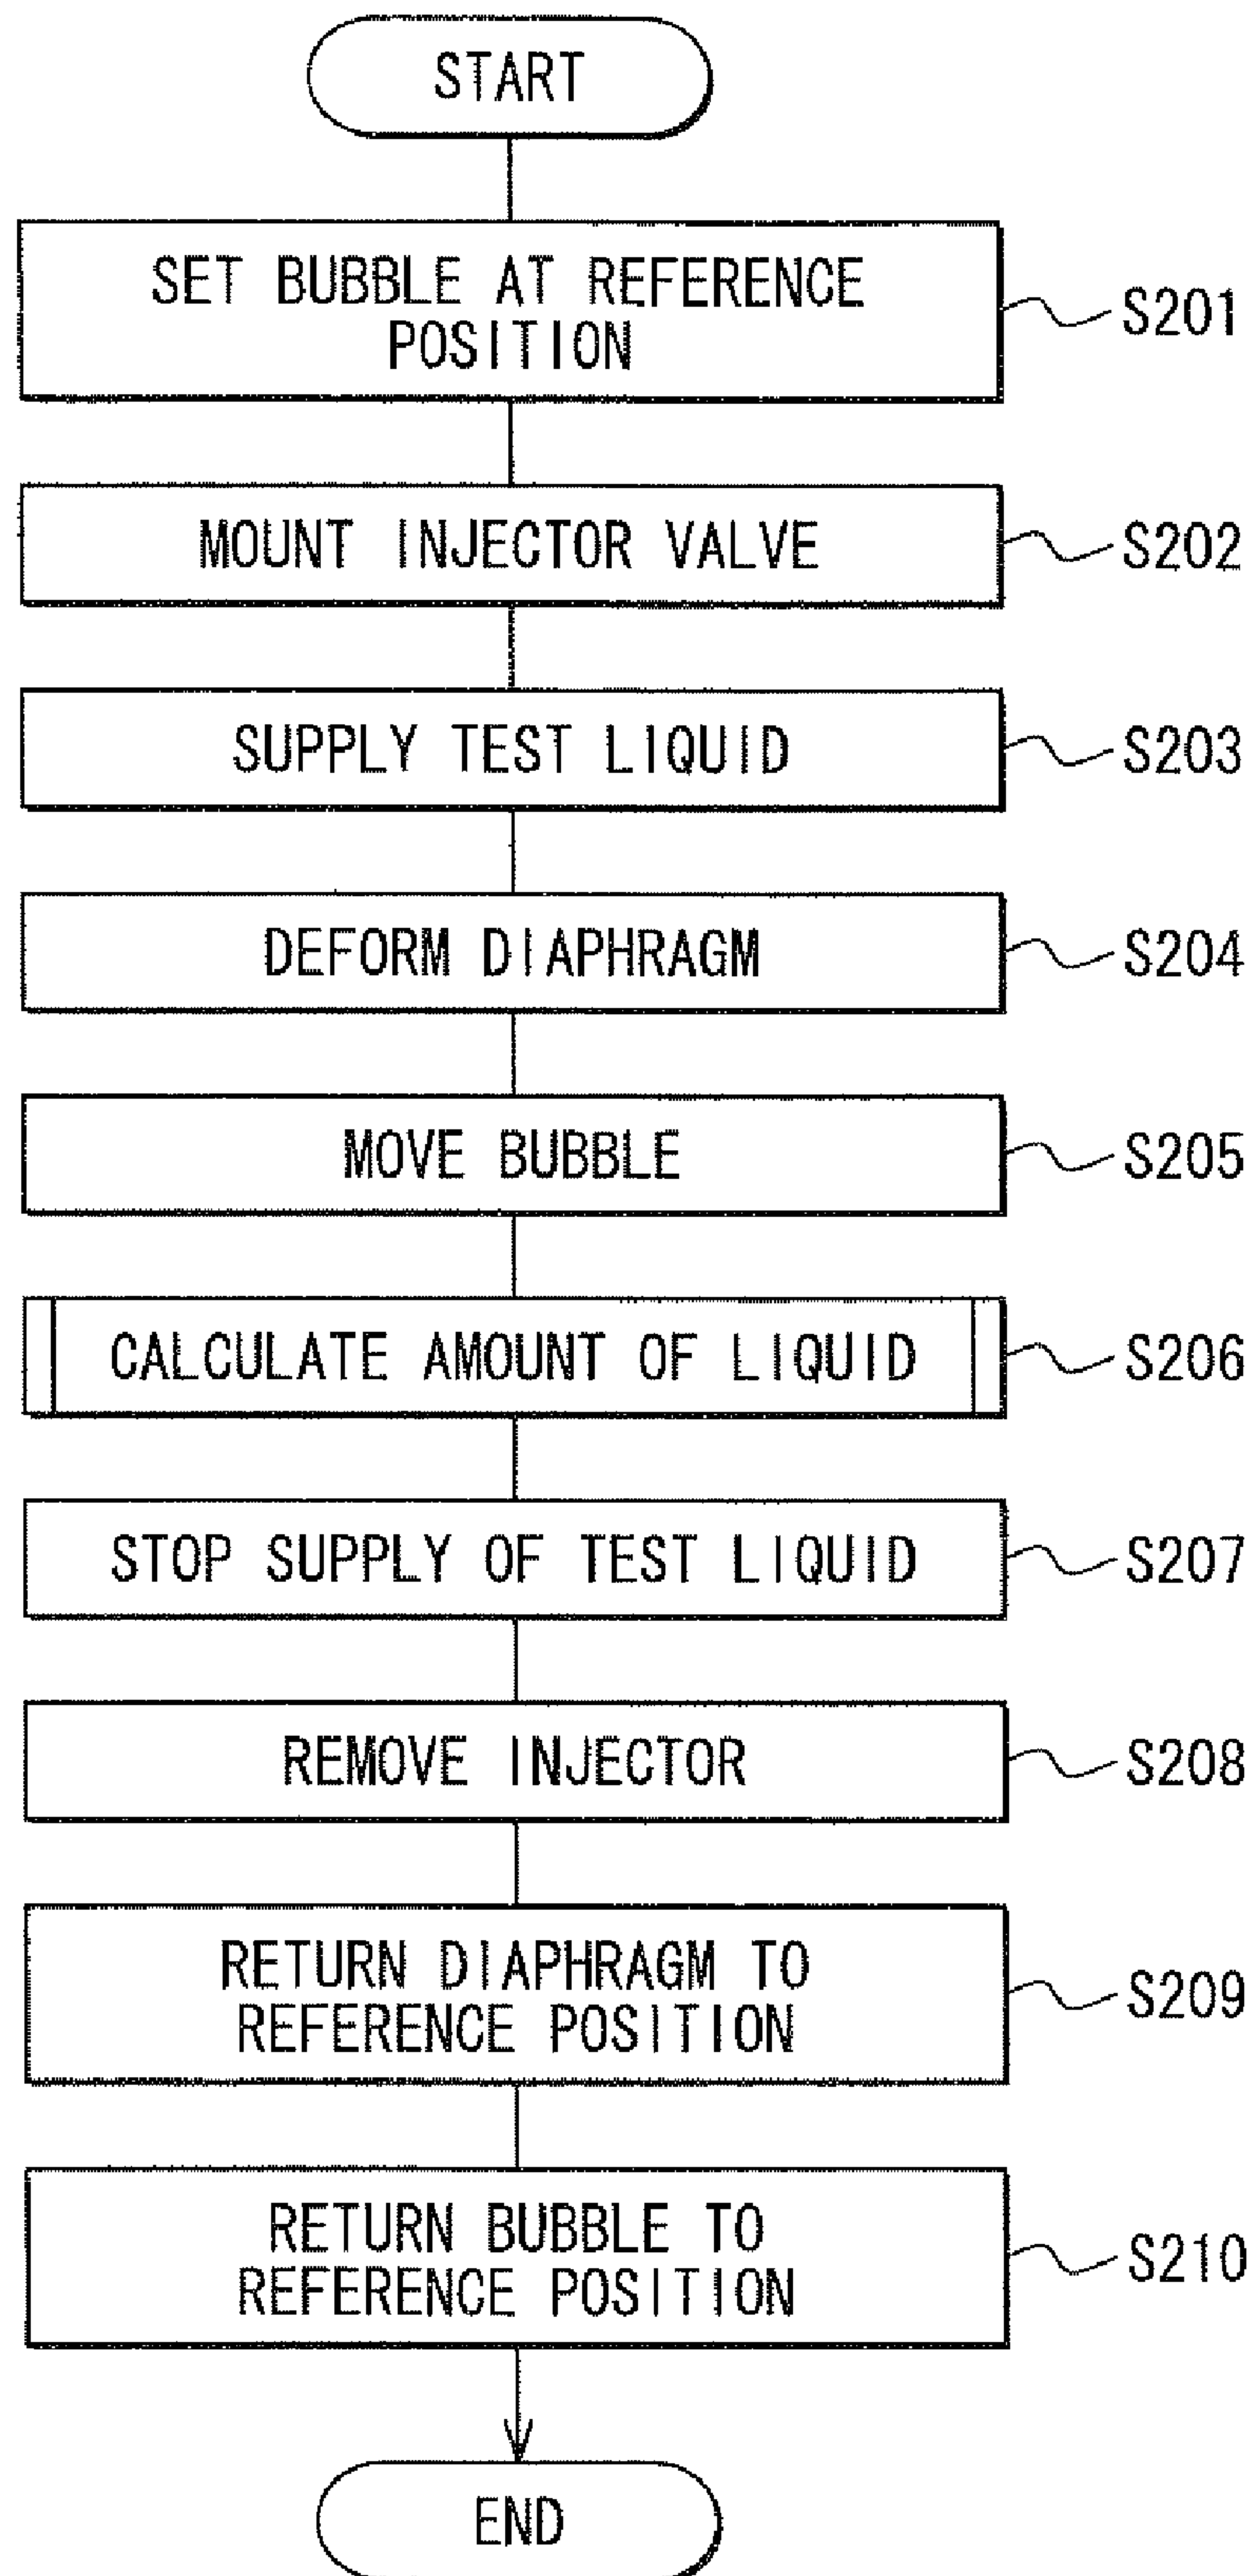 START
SET BUBBLE AT REFERENCE
POSITION
S201
MOUNT INJECTOR VALVE
S202
SUPPLY TEST LIQUID
S203
DEFORM DIAPHRAGM
S204
MOVE BUBBLE
S205
CALCULATE AMOUNT OF LIQUID
S206
STOP SUPPLY OF TEST LIQUID
S207
REMOVE INJECTOR
S208
RETURN DIAPHRAGM TO
REFERENCE POSITION
S209
RETURN BUBBLE TO
REFERENCE POSITION
S210
END